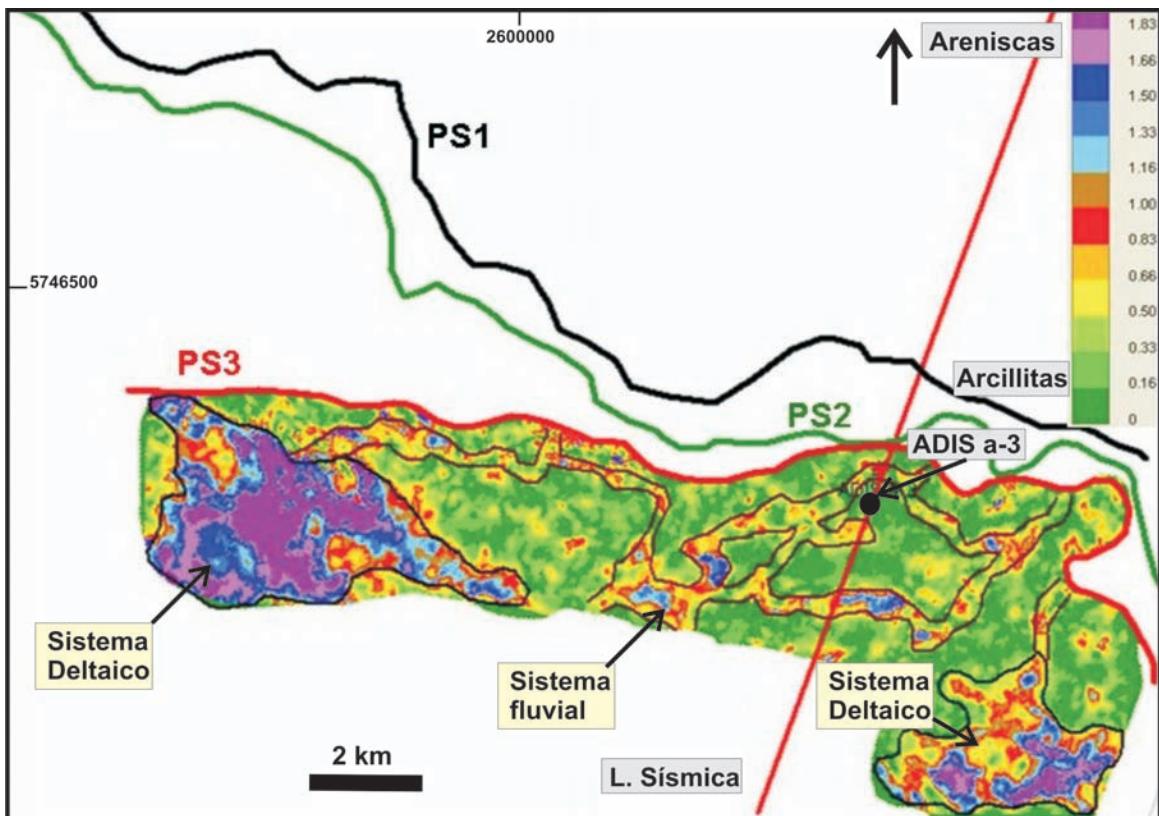 2600000
Areniscas
1.83
1.66
1.50
1.33
1.16
1.00
0.83
0.66
0.50
0.33
0.16
0
PS1
5746500
PS3
Arcillitas
PS2
ADIS a-3
Sistema
Deltaico
Sistema
fluvial
Sistema
Deltaico
2 km
L. Sísmica